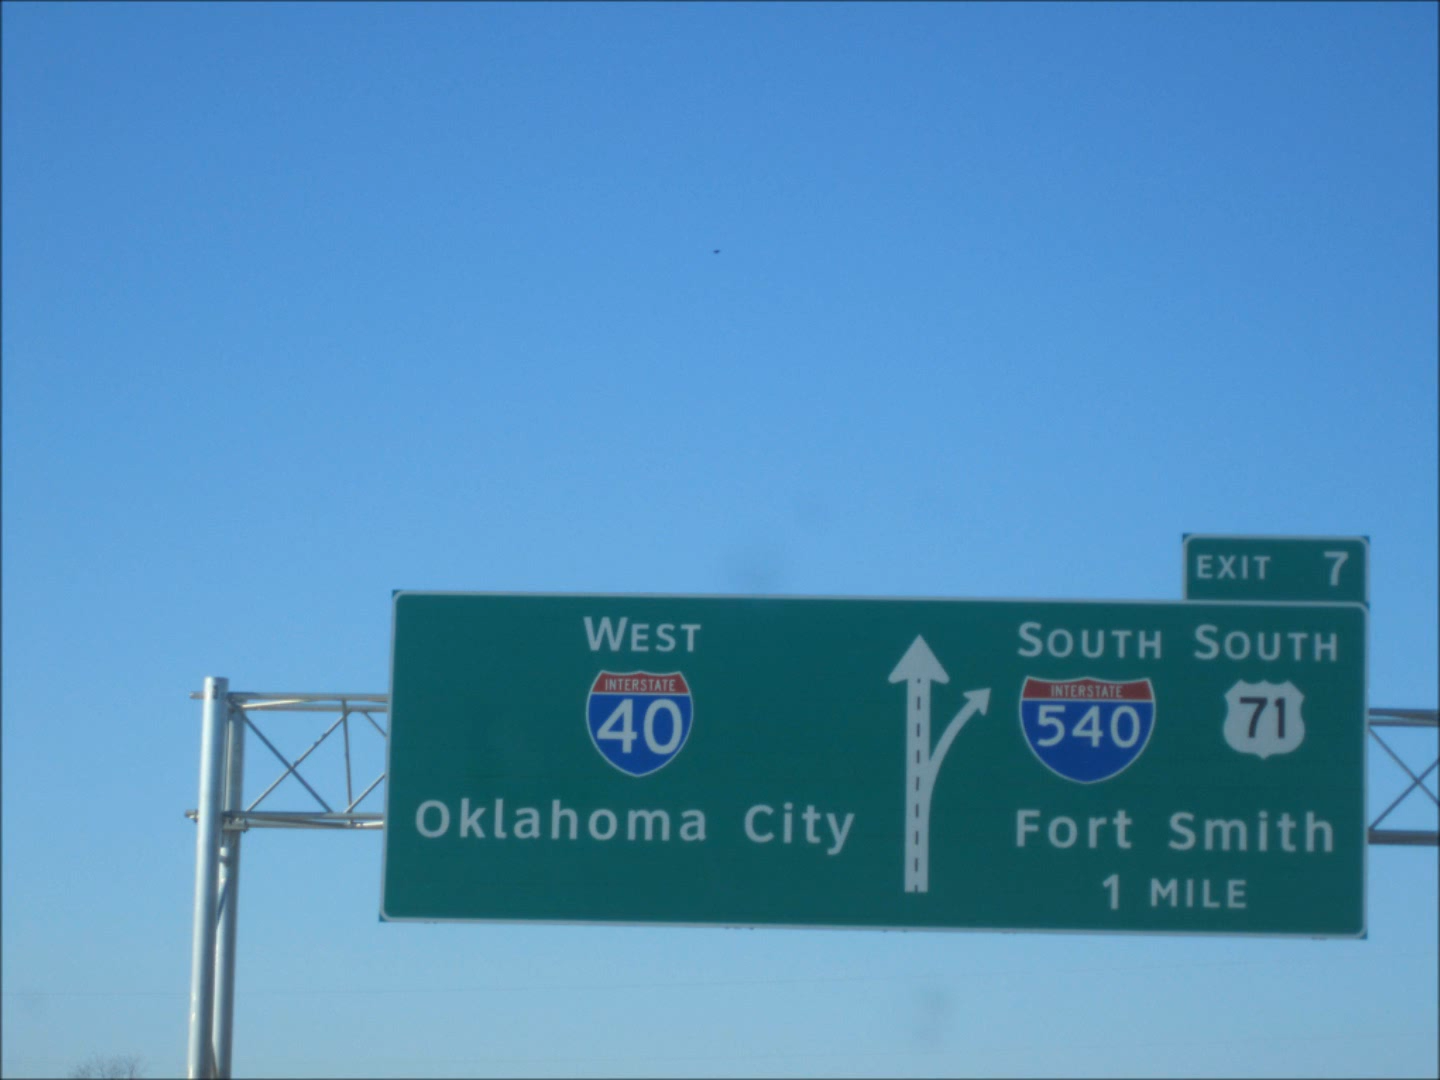 EXIT 7
WEST
INTERSTATE
40
Oklahoma City
SOUTH SOUTH
INTERSTATE
540
71
Fort Smith
1 MILE